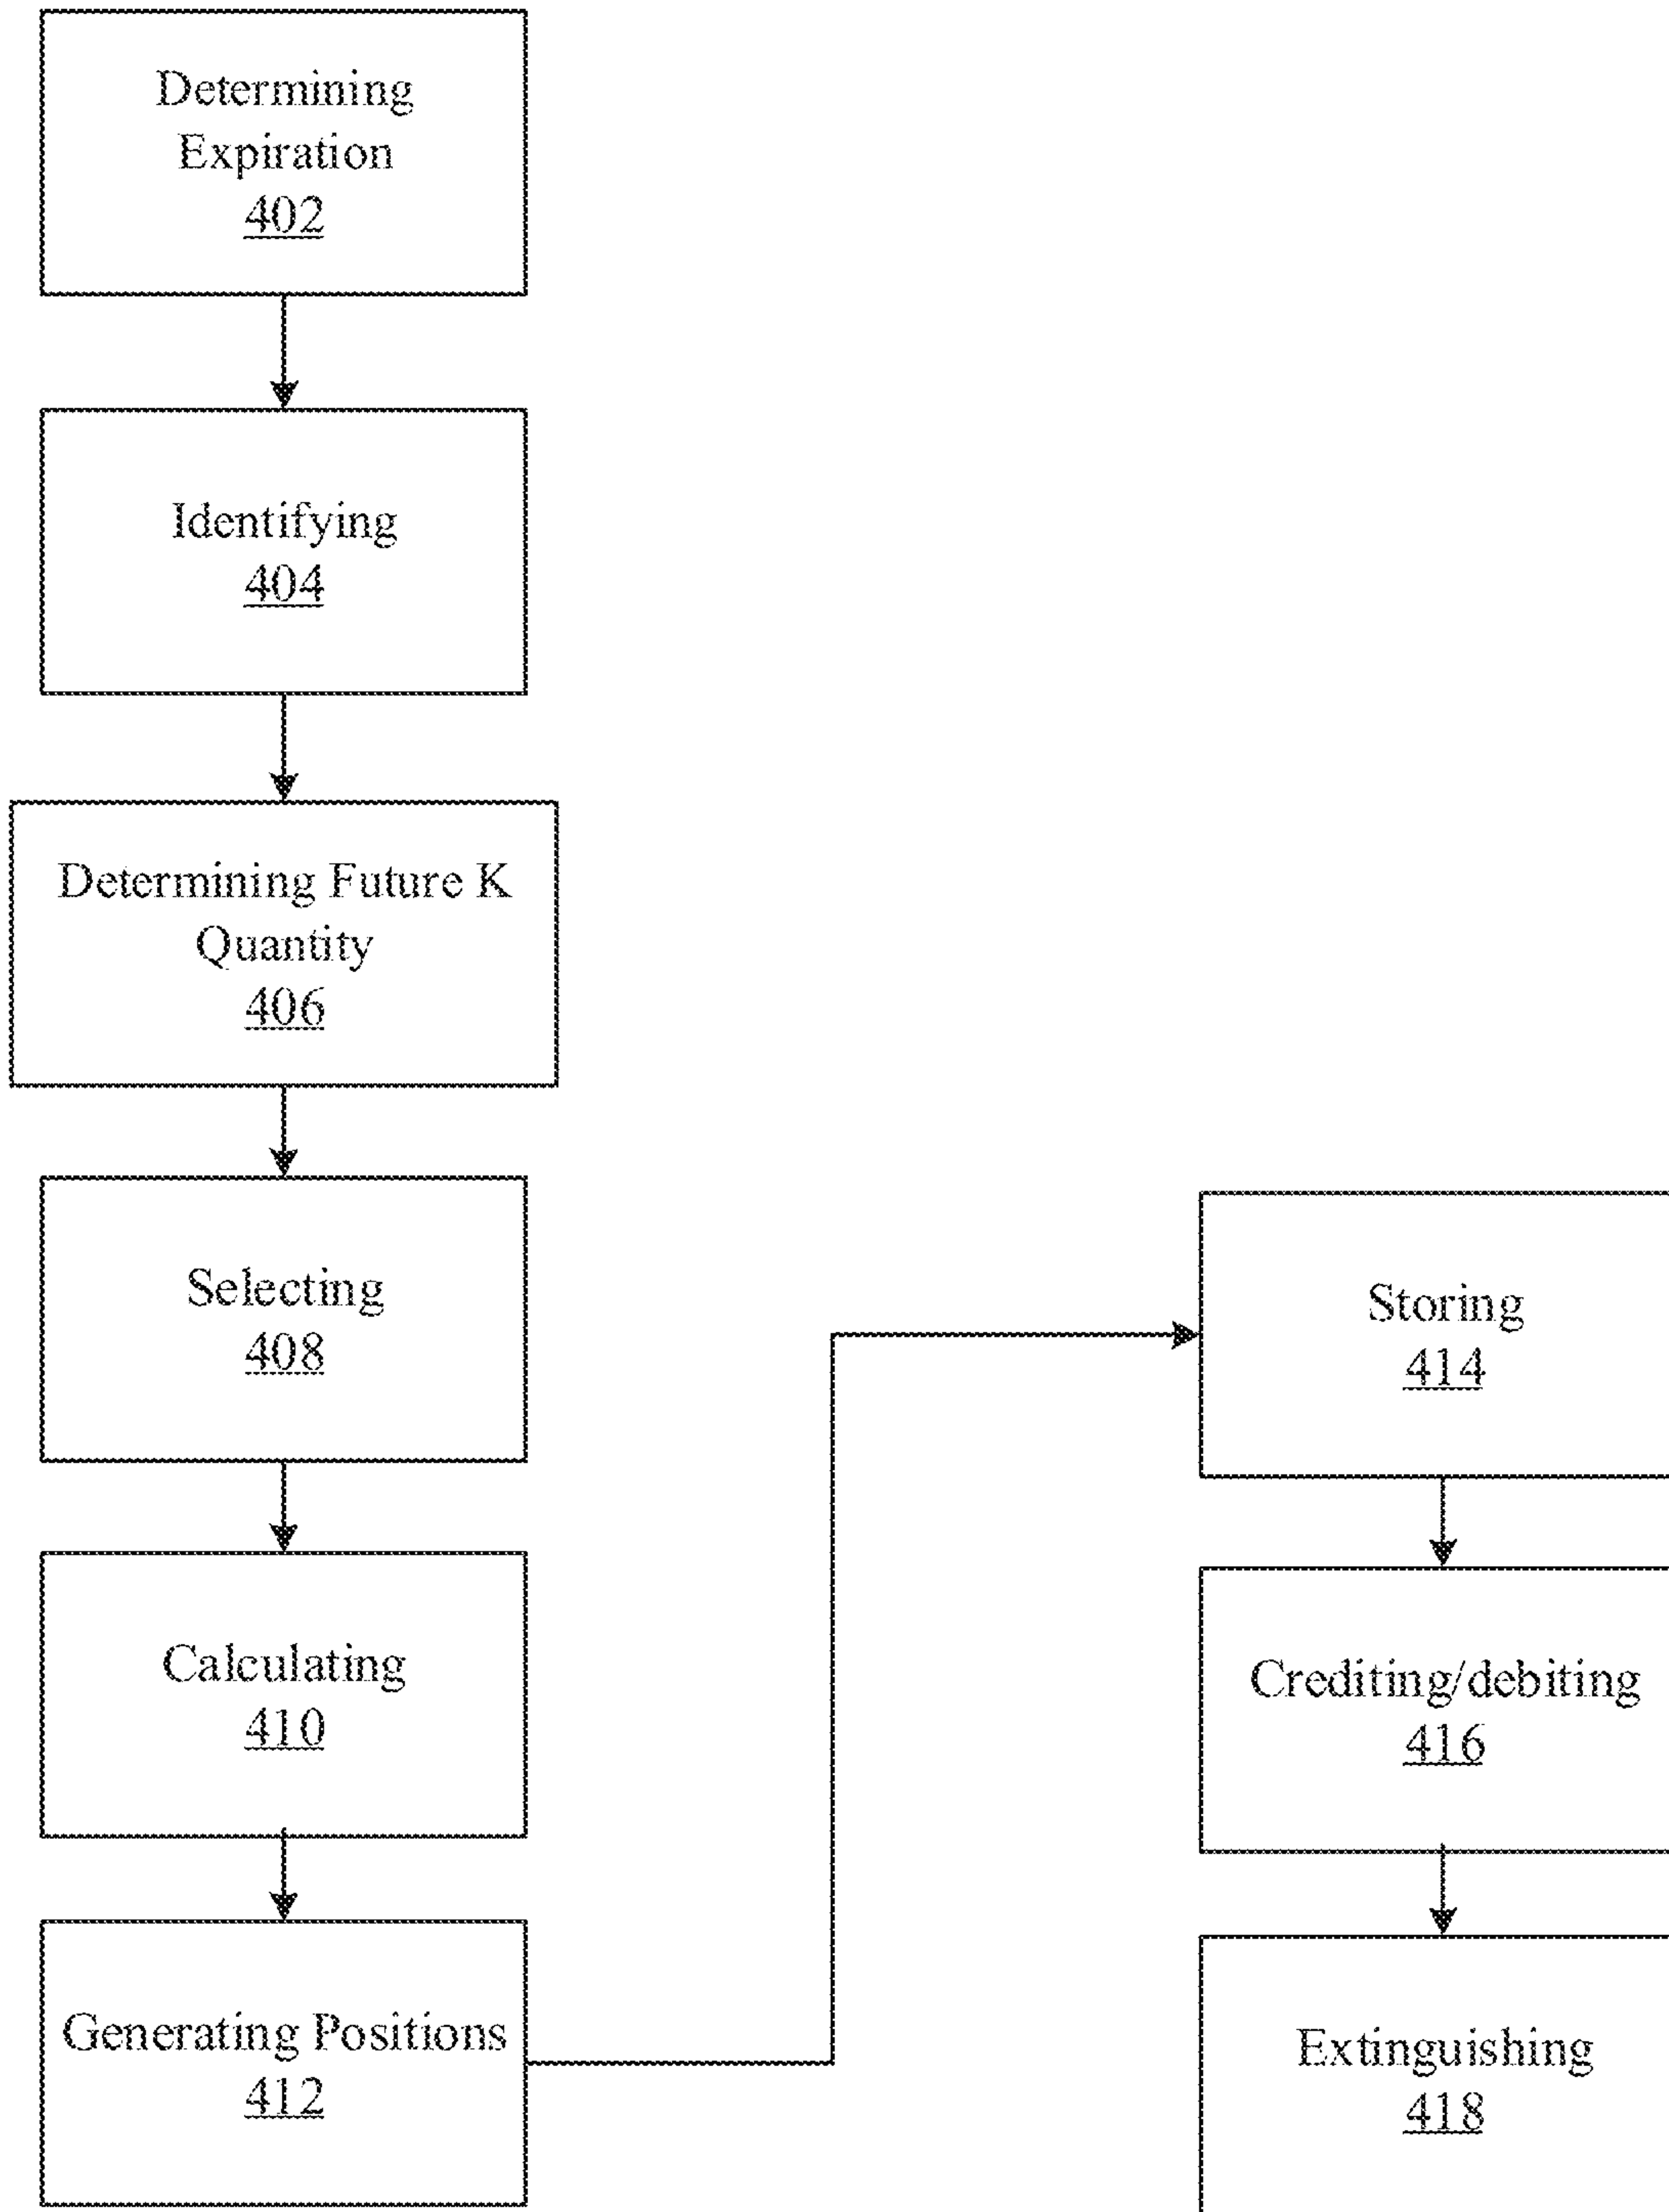 Determining
Expiration
402
Identifying
404
Determining Future K
Quantity
406
Selecting
408
Calculating
410
Generating Positions
412
Storing
414
Crediting/debiting
416
Extinguishing
418